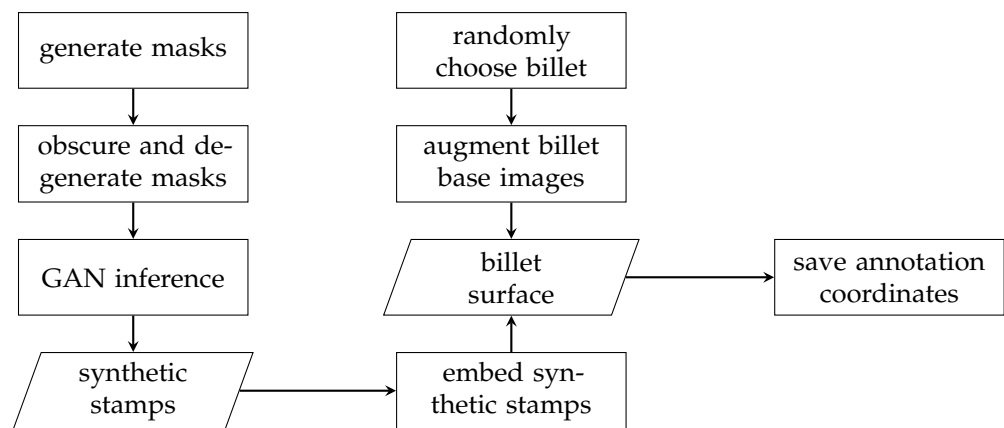 generate masks
obscure and de-
generate masks
GAN inference
synthetic
stamps
randomly
choose billet
augment billet
base images
billet
surface
embed syn-
thetic stamps
save annotation
coordinates